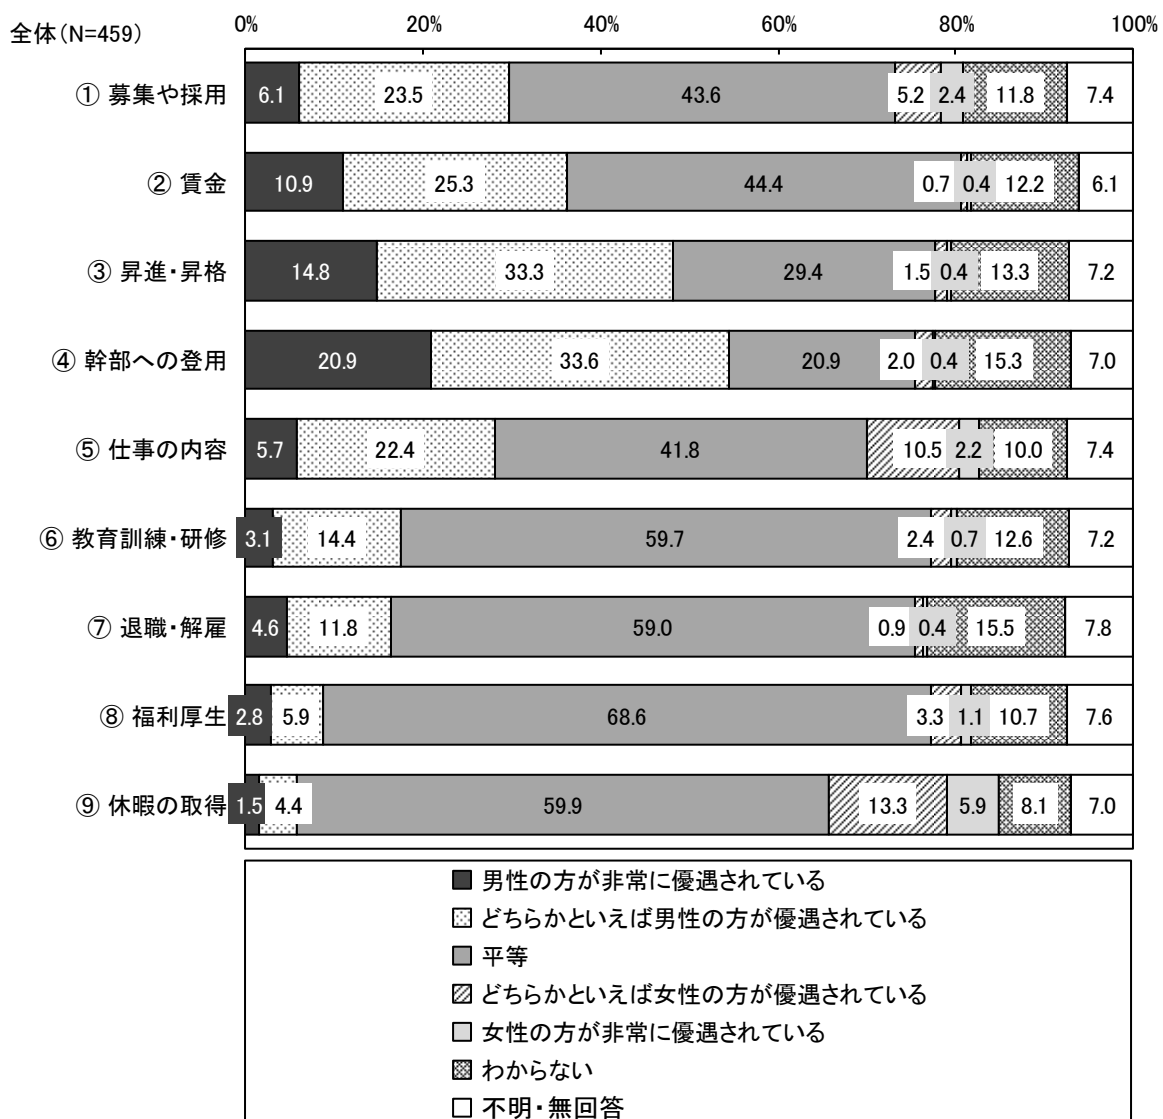 全体(N=459)
0% 20% 40% 60% 80% 100%
① 募集や採用 6.1 23.5 43.6 5.2 2.4 11.8 7.4
② 賃金 10.9 25.3 44.4 0.7 0.4 12.2 6.1
③ 昇進・昇格 14.8 33.3 29.4 1.5 0.4 13.3 7.2
④ 幹部への登用 20.9 33.6 20.9 2.0 0.4 15.3 7.0
⑤ 仕事の内容 5.7 22.4 41.8 10.5 2.2 10.0 7.4
⑥ 教育訓練・研修 3.1 14.4 59.7 2.4 0.7 12.6 7.2
⑦ 退職・解雇 4.6 11.8 59.0 0.9 0.4 15.5 7.8
⑧ 福利厚生 2.8 5.9 68.6 3.3 1.1 10.7 7.6
⑨ 休暇の取得 1.5 4.4 59.9 13.3 5.9 8.1 7.0
男性の方が非常に優遇されている
どちらかといえば男性の方が優遇されている
平等
どちらかといえば女性の方が優遇されている
女性の方が非常に優遇されている
わからない
不明・無回答